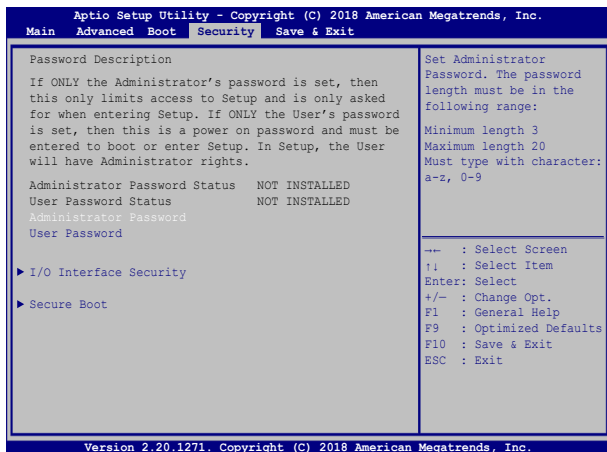 Aptio Setup Utility - Copyright (C) 2018 American Megatrends, Inc.
Main Advanced Boot Security Save & Exit
Password Description
If ONLY the Administrator's password is set, then
this only limits access to Setup and is only asked
for when entering Setup. If ONLY the User's password
is set, then this is a power on password and must be
entered to boot or enter Setup. In Setup, the User
will have Administrator rights.
Administrator Password Status NOT INSTALLED
User Password Status NOT INSTALLED
Administrator Password
User Password
I/O Interface Security
Secure Boot
Set Administrator
Password. The password
length must be in the
following range:
Minimum length 3
Maximum length 20
Must type with character:
a-z, 0-9
→← : Select Screen
↑↓ : Select Item
Enter: Select
+/— : Change Opt.
F1 : General Help
F9 : Optimized Defaults
F10 : Save & Exit
ESC : Exit
Version 2.20.1271. Copyright (C) 2018 American Megatrends, Inc.